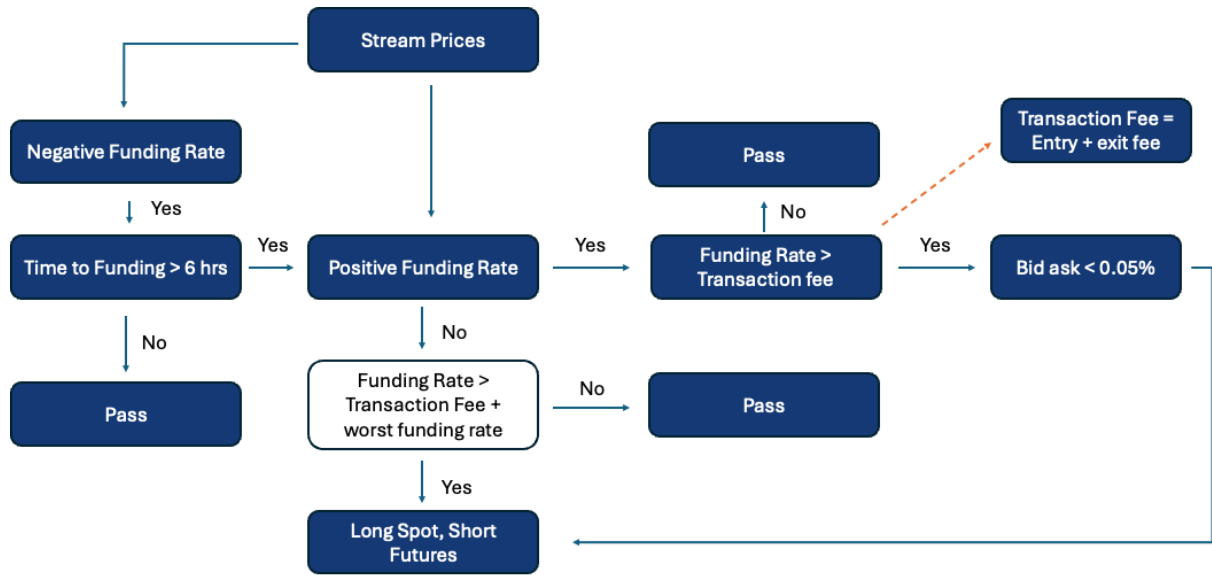 Stream Prices
Negative Funding Rate
Yes
Time to Funding > 6 hrs
Yes
No
Pass
Positive Funding Rate
Yes
No
Funding Rate >
Transaction Fee +
worst funding rate
No
Pass
Yes
Long Spot, Short
Futures
Pass
No
Funding Rate >
Transaction fee
Yes
Transaction Fee =
Entry + exit fee
Bid ask < 0.05%